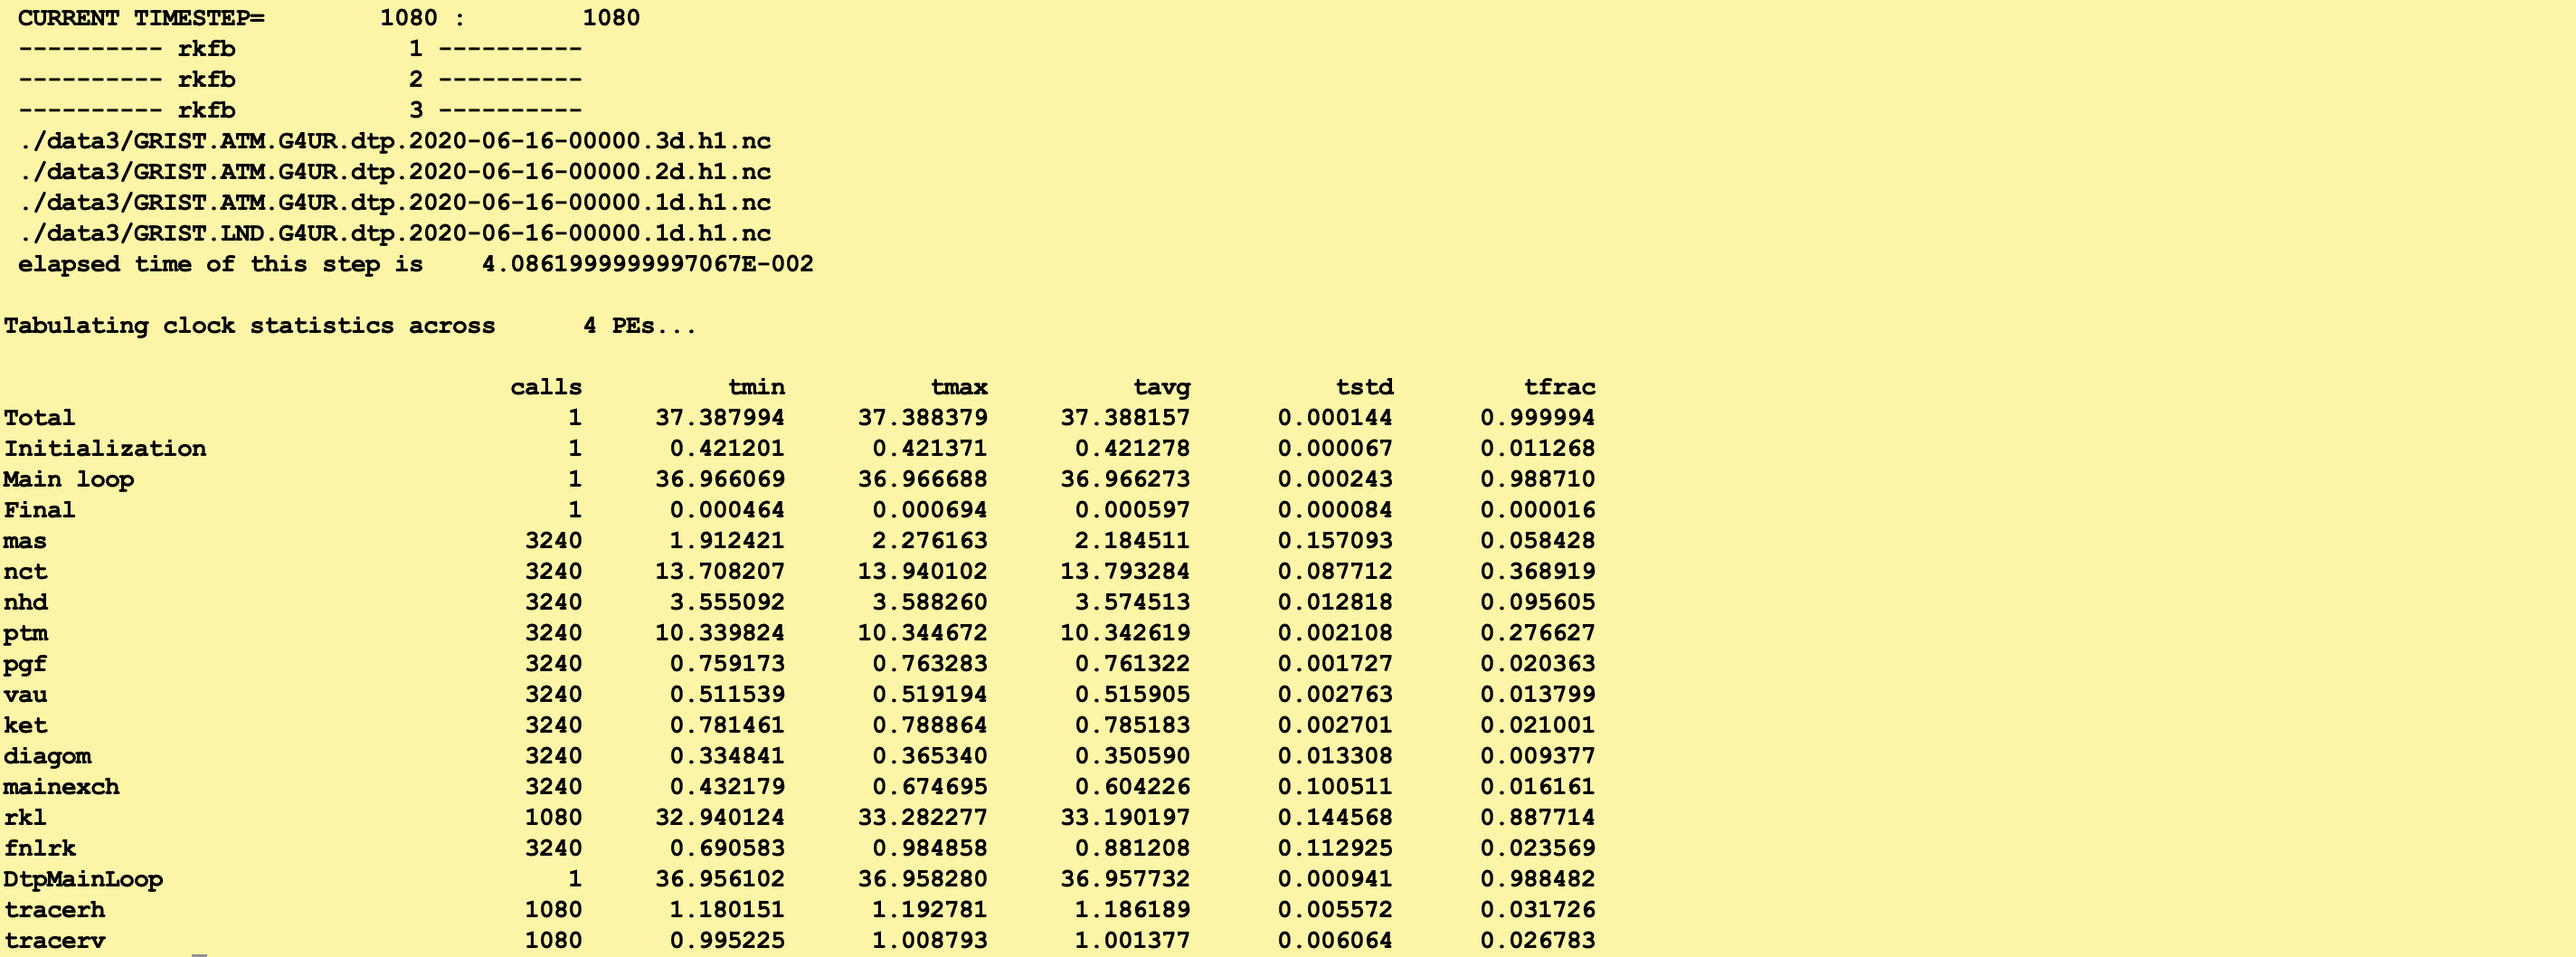 CURRENT TIMESTEP=        1080 :        1080
---------- rkfb            1 ----------
---------- rkfb            2 ----------
---------- rkfb            3 ----------
./data3/GRIST.ATM.G4UR.dtp.2020-06-16-00000.3d.h1.nc
./data3/GRIST.ATM.G4UR.dtp.2020-06-16-00000.2d.h1.nc
./data3/GRIST.ATM.G4UR.dtp.2020-06-16-00000.1d.h1.nc
./data3/GRIST.LND.G4UR.dtp.2020-06-16-00000.1d.h1.nc
elapsed time of this step is    4.0861999999997067E-002
Tabulating clock statistics across      4 PEs...
calls          tmin          tmax          tavg          tstd         tfrac
Total 1 37.387994 37.388379 37.388157 0.000144 0.999994
Initialization 1 0.421201 0.421371 0.421278 0.000067 0.011268
Main loop 1 36.966069 36.966688 36.966273 0.000243 0.988710
Final 1 0.000464 0.000694 0.000597 0.000084 0.000016
mas 3240 1.912421 2.276163 2.184511 0.157093 0.058428
nct 3240 13.708207 13.940102 13.793284 0.087712 0.368919
nhd 3240 3.555092 3.588260 3.574513 0.012818 0.095605
ptm 3240 10.339824 10.344672 10.342619 0.002108 0.276627
pgf 3240 0.759173 0.763283 0.761322 0.001727 0.020363
vau 3240 0.511539 0.519194 0.515905 0.002763 0.013799
ket 3240 0.781461 0.788864 0.785183 0.002701 0.021001
diagom 3240 0.334841 0.365340 0.350590 0.013308 0.009377
mainexch 3240 0.432179 0.674695 0.604226 0.100511 0.016161
rkl 1080 32.940124 33.282277 33.190197 0.144568 0.887714
fnlrk 3240 0.690583 0.984858 0.881208 0.112925 0.023569
DtpMainLoop 1 36.956102 36.958280 36.957732 0.000941 0.988482
tracerh 1080 1.180151 1.192781 1.186189 0.005572 0.031726
tracerv 1080 0.995225 1.008793 1.001377 0.006064 0.026783